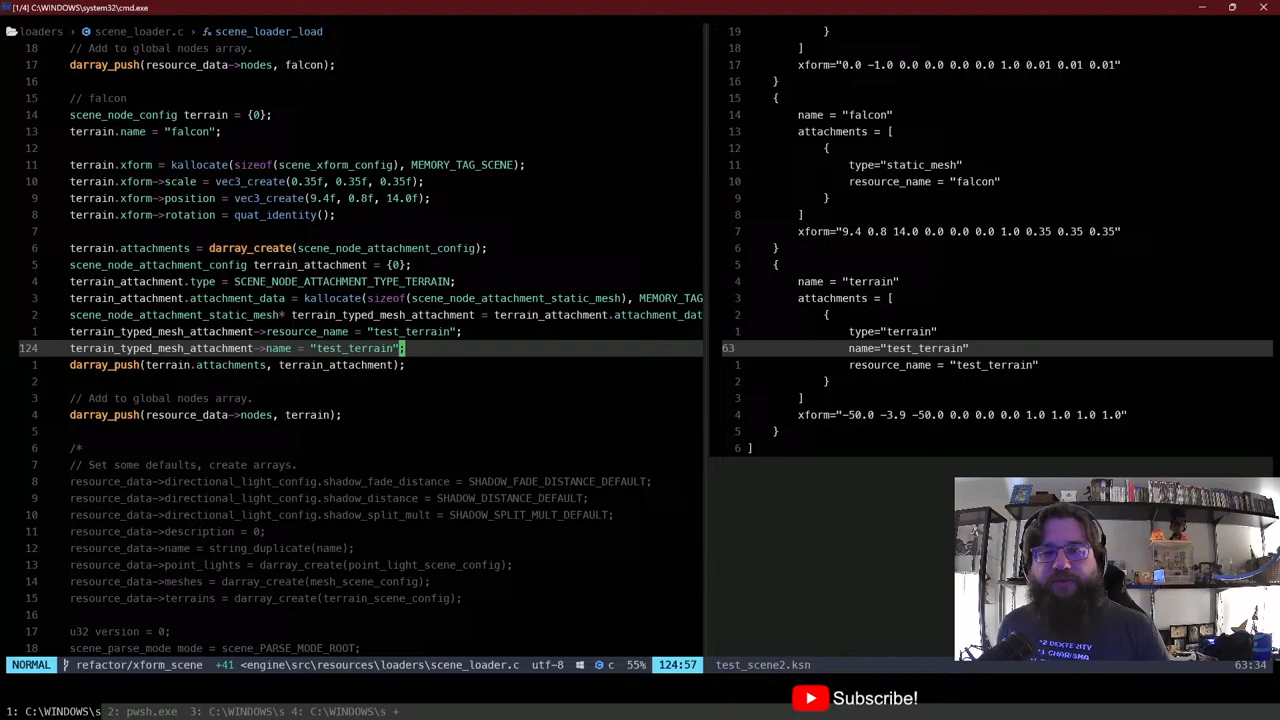 [1/4] C:\WINDOWS\system32\cmd.exe
loaders > scene_loader.c > scene_loader_load
18 // Add to global nodes array.
17 darray_push(resource_data->nodes, falcon);
16
15 // falcon
14 scene_node_config terrain = {0};
13 terrain.name = "falcon";
12
11 terrain.xform = kallocate(sizeof(scene_xform_config), MEMORY_TAG_SCENE);
10 terrain.xform->scale = vec3_create(0.35f, 0.35f, 0.35f);
9 terrain.xform->position = vec3_create(9.4f, 0.8f, 14.0f);
8 terrain.xform->rotation = quat_identity();
7
6 terrain.attachments = darray_create(scene_node_attachment_config);
5 scene_node_attachment_config terrain_attachment = {0};
4 terrain_attachment.type = SCENE_NODE_ATTACHMENT_TYPE_TERRAIN;
3 terrain_attachment.attachment_data = kallocate(sizeof(scene_node_attachment_static_mesh), MEMORY_TAG
2 scene_node_attachment_static_mesh* terrain_typed_mesh_attachment = terrain_attachment.attachment_dat
1 terrain_typed_mesh_attachment->resource_name = "test_terrain";
124 terrain_typed_mesh_attachment->name = "test_terrain";
1 darray_push(terrain.attachments, terrain_attachment);
2
3 // Add to global nodes array.
4 darray_push(resource_data->nodes, terrain);
5
6 /*
7 // Set some defaults, create arrays.
8 resource_data->directional_light_config.shadow_fade_distance = SHADOW_FADE_DISTANCE_DEFAULT;
9 resource_data->directional_light_config.shadow_distance = SHADOW_DISTANCE_DEFAULT;
10 resource_data->directional_light_config.shadow_split_mult = SHADOW_SPLIT_MULT_DEFAULT;
11 resource_data->description = 0;
12 resource_data->name = string_duplicate(name);
13 resource_data->point_lights = darray_create(point_light_scene_config);
14 resource_data->meshes = darray_create(mesh_scene_config);
15 resource_data->terrains = darray_create(terrain_scene_config);
16
17 u32 version = 0;
18 scene_parse_mode mode = scene_PARSE_MODE_ROOT;
19 }
18 ]
17 xform="0.0 -1.0 0.0 0.0 0.0 0.0 1.0 0.01 0.01 0.01"
16 }
15 {
14 name = "falcon"
13 attachments = [
12 {
11 type="static_mesh"
10 resource_name = "falcon"
9 }
8 ]
7 xform="9.4 0.8 14.0 0.0 0.0 0.0 1.0 0.35 0.35 0.35"
6 }
5 {
4 name = "terrain"
3 attachments = [
2 {
1 type="terrain"
63 name="test_terrain"
1 resource_name = "test_terrain"
2 }
3 ]
4 xform="-50.0 -3.9 -50.0 0.0 0.0 0.0 1.0 1.0 1.0 1.0"
5 }
6 ]
NORMAL refactor/xform_scene +41 <engine\src\resources\loaders\scene_loader.c utf-8 c 55% 124:57 test_scene2.ksn 63:34
Subscribe!
1: C:\WINDOWS\s 2: pwsh.exe 3: C:\WINDOWS\s 4: C:\WINDOWS\s +